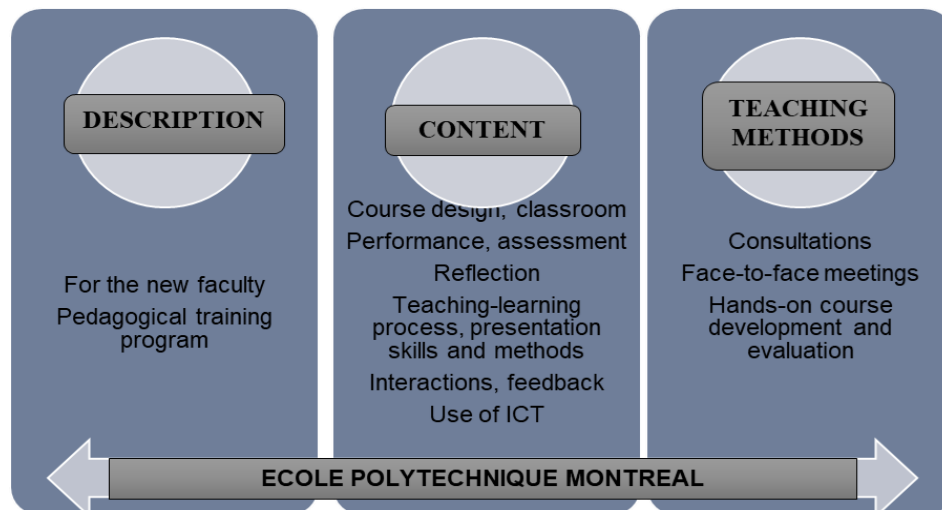 DESCRIPTION
For the new faculty
Pedagogical training
program
CONTENT
Course design, classroom
Performance, assessment
Reflection
Teaching-learning
process, presentation
skills and methods
Interactions, feedback
Use of ICT
TEACHING
METHODS
Consultations
Face-to-face meetings
Hands-on course
development and
evaluation
ECOLE POLYTECHNIQUE MONTREAL